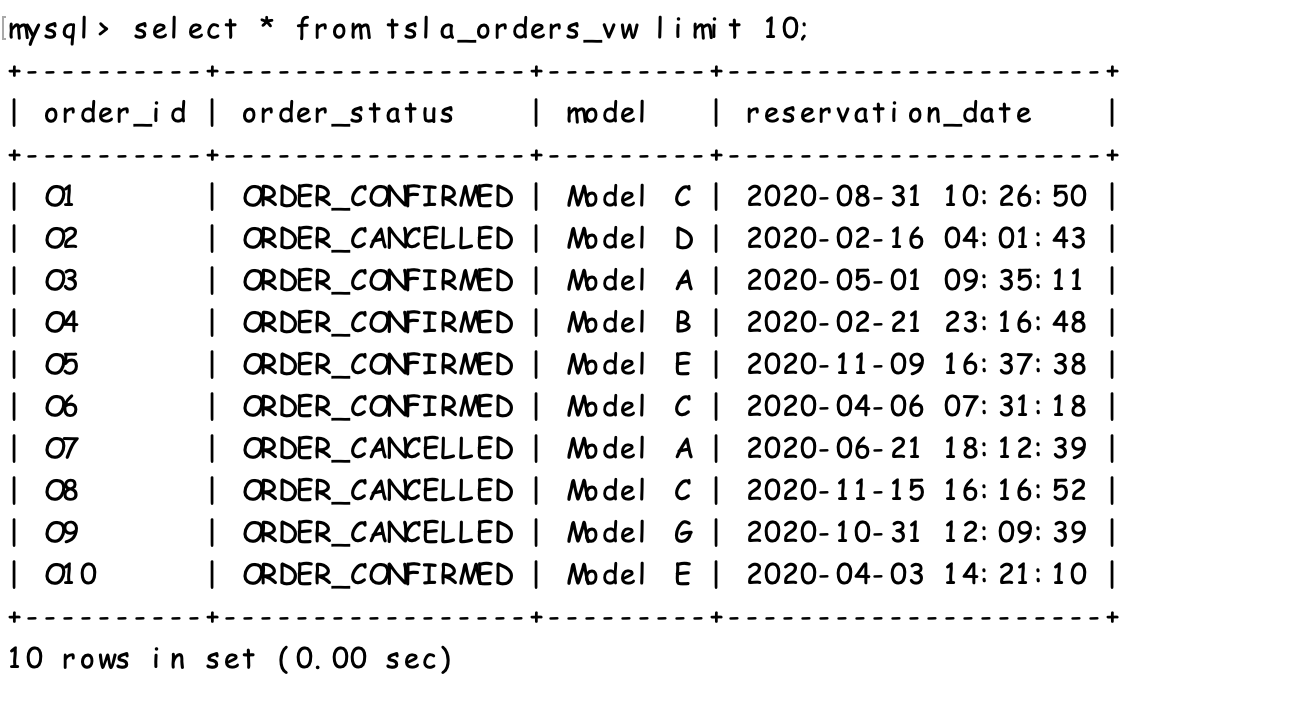 mysql> select * from tsla_orders_vw limit 10;
+----------+-----------------+---------+---------------------+
| order_id | order_status    | model   | reservation_date    |
+----------+-----------------+---------+---------------------+
| O1       | ORDER_CONFIRMED | Model C | 2020-08-31 10:26:50 |
| O2       | ORDER_CANCELLED | Model D | 2020-02-16 04:01:43 |
| O3       | ORDER_CONFIRMED | Model A | 2020-05-01 09:35:11 |
| O4       | ORDER_CONFIRMED | Model B | 2020-02-21 23:16:48 |
| O5       | ORDER_CONFIRMED | Model E | 2020-11-09 16:37:38 |
| O6       | ORDER_CONFIRMED | Model C | 2020-04-06 07:31:18 |
| O7       | ORDER_CANCELLED | Model A | 2020-06-21 18:12:39 |
| O8       | ORDER_CANCELLED | Model C | 2020-11-15 16:16:52 |
| O9       | ORDER_CANCELLED | Model G | 2020-10-31 12:09:39 |
| O10      | ORDER_CONFIRMED | Model E | 2020-04-03 14:21:10 |
+----------+-----------------+---------+---------------------+
10 rows in set (0.00 sec)